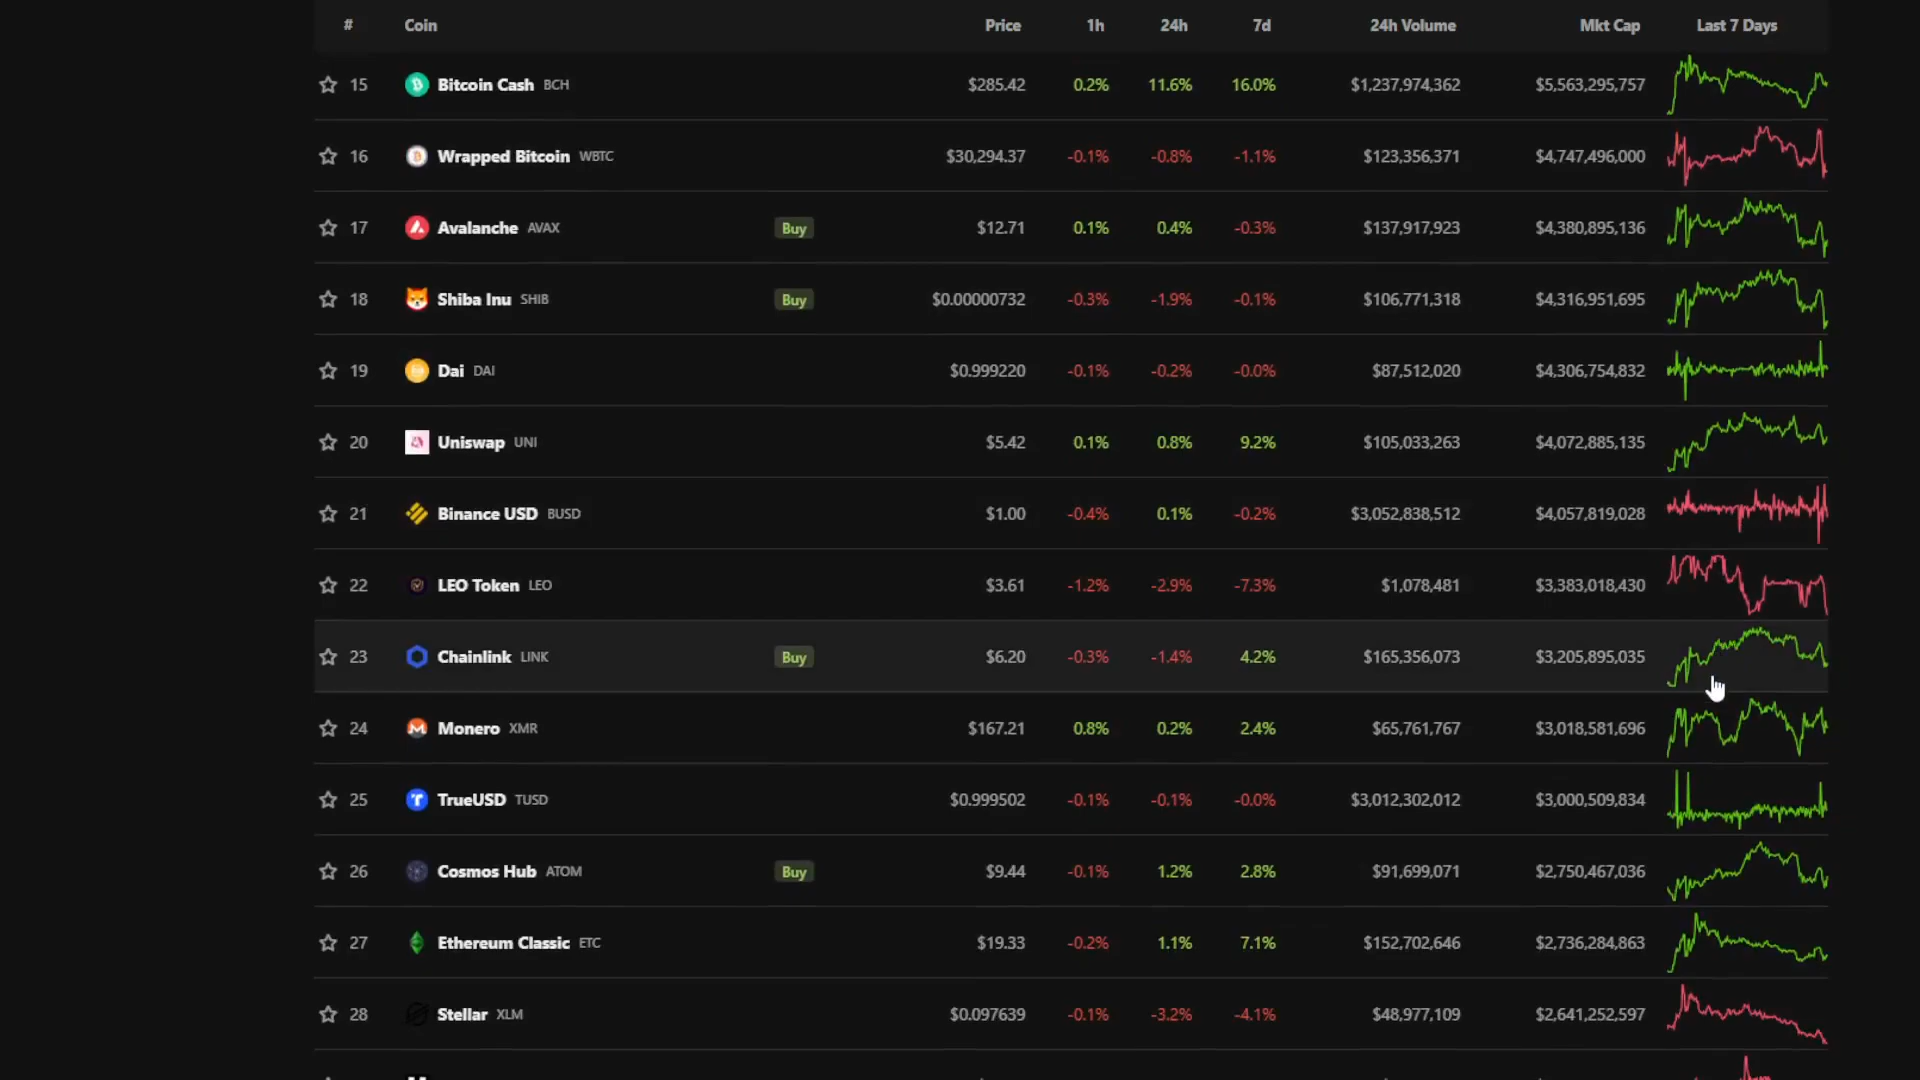 # Coin Price 1h 24h 7d 24h Volume Mkt Cap Last 7 Days
15 Bitcoin Cash BCH $285.42 0.2% 11.6% 16.0% $1,237,974,362 $5,563,295,757
16 Wrapped Bitcoin WBTC $30,294.37 -0.1% -0.8% -1.1% $123,356,371 $4,747,496,000
17 Avalanche AVAX Buy $12.71 0.1% 0.4% -0.3% $137,917,923 $4,380,895,136
18 Shiba Inu SHIB Buy $0.00000732 -0.3% -1.9% -0.1% $106,771,318 $4,316,951,695
19 Dai DAI $0.999220 -0.1% -0.2% -0.0% $87,512,020 $4,306,754,832
20 Uniswap UNI $5.42 0.1% 0.8% 9.2% $105,033,263 $4,072,885,135
21 Binance USD BUSD $1.00 -0.4% 0.1% -0.2% $3,052,838,512 $4,057,819,028
22 LEO Token LEO $3.61 -1.2% -2.9% -7.3% $1,078,481 $3,383,018,430
23 Chainlink LINK Buy $6.20 -0.3% -1.4% 4.2% $165,356,073 $3,205,895,035
24 Monero XMR $167.21 0.8% 0.2% 2.4% $65,761,767 $3,018,581,696
25 TrueUSD TUSD $0.999502 -0.1% -0.1% -0.0% $3,012,302,012 $3,000,509,834
26 Cosmos Hub ATOM Buy $9.44 -0.1% 1.2% 2.8% $91,699,071 $2,750,467,036
27 Ethereum Classic ETC $19.33 -0.2% 1.1% 7.1% $152,702,646 $2,736,284,863
28 Stellar XLM $0.097639 -0.1% -3.2% -4.1% $48,977,109 $2,641,252,597